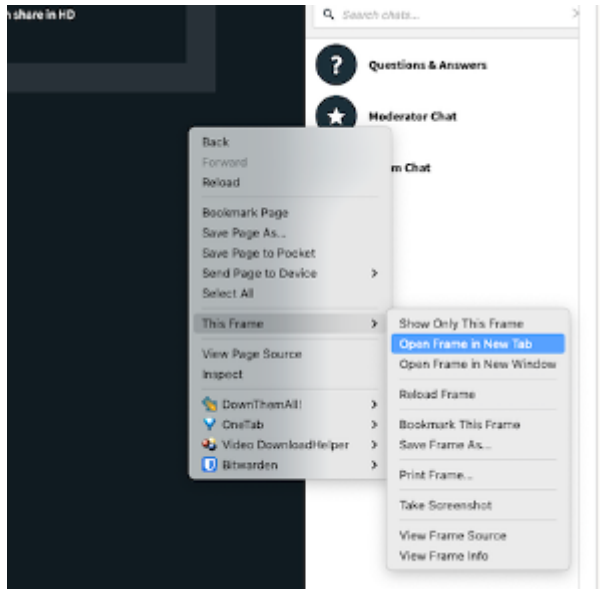 n share in HD
Search chats...
Questions & Answers
Moderator Chat
m Chat
Back
Forward
Reload
Bookmark Page
Save Page As...
Save Page to Pocket
Send Page to Device
Select All
This Frame
View Page Source
Inspect
DownThemAll!
OneTab
Video DownloadHelper
Bitwarden
Show Only This Frame
Open Frame in New Tab
Open Frame in New Window
Reload Frame
Bookmark This Frame
Save Frame As...
Print Frame...
Take Screenshot
View Frame Source
View Frame Info